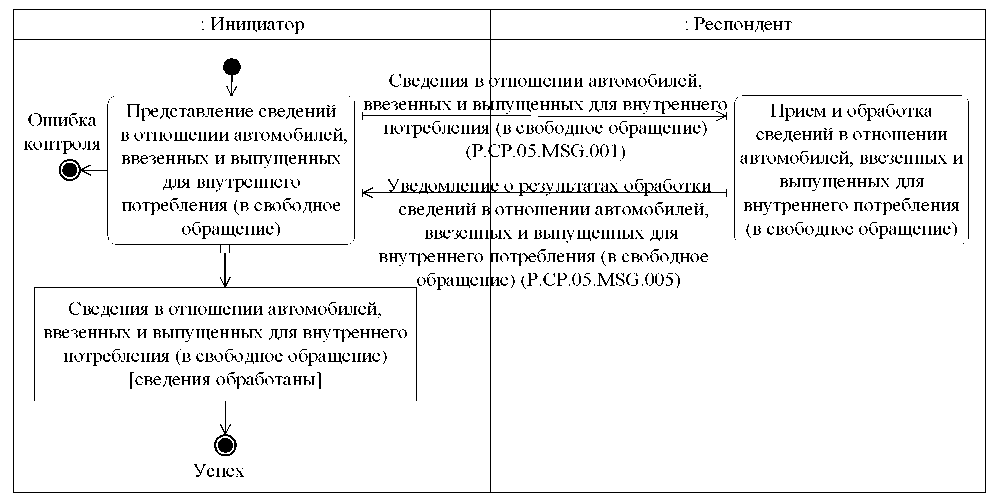 : Инициатор
: Респондент
Ошибка
контроля
Представление сведений
в отношении автомобилей,
ввезенных и выпущенных
для внутреннего
потребления (в свободное
обращение)
Сведения в отношении автомобилей,
ввезенных и выпущенных для внутреннего
потребления (в свободное обращение)
(P.CP.05.MSG.001)
Уведомление о результатах обработки
сведений в отношении автомобилей,
ввезенных и выпущенных для
внутреннего потребления (в свободное
обращение) (P.CP.05.MSG.005)
Прием и обработка
сведений в отношении
автомобилей, ввезенных и
выпущенных для
внутреннего потребления
(в свободное обращение)
Сведения в отношении автомобилей,
ввезенных и выпущенных для внутреннего
потребления (в свободное обращение)
[сведения обработаны]
Успех